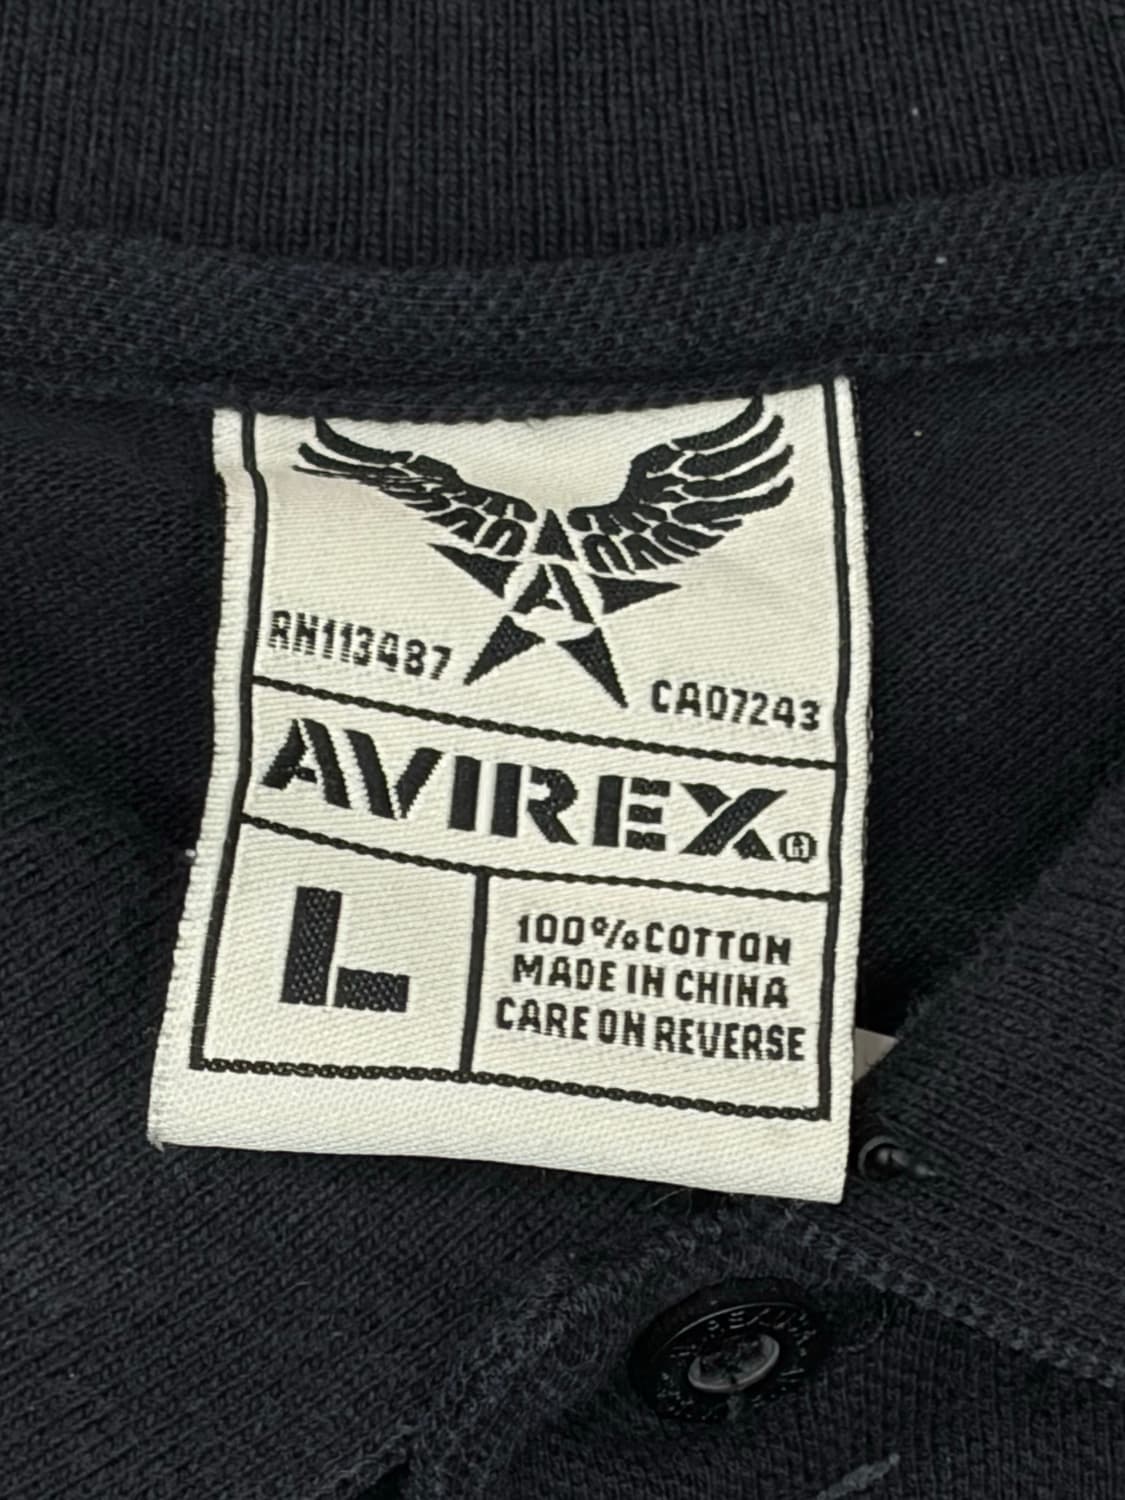 A
RN113487
CA07243
AVIREX®
L
100%COTTON
MADE IN CHINA
CARE ON REVERSE